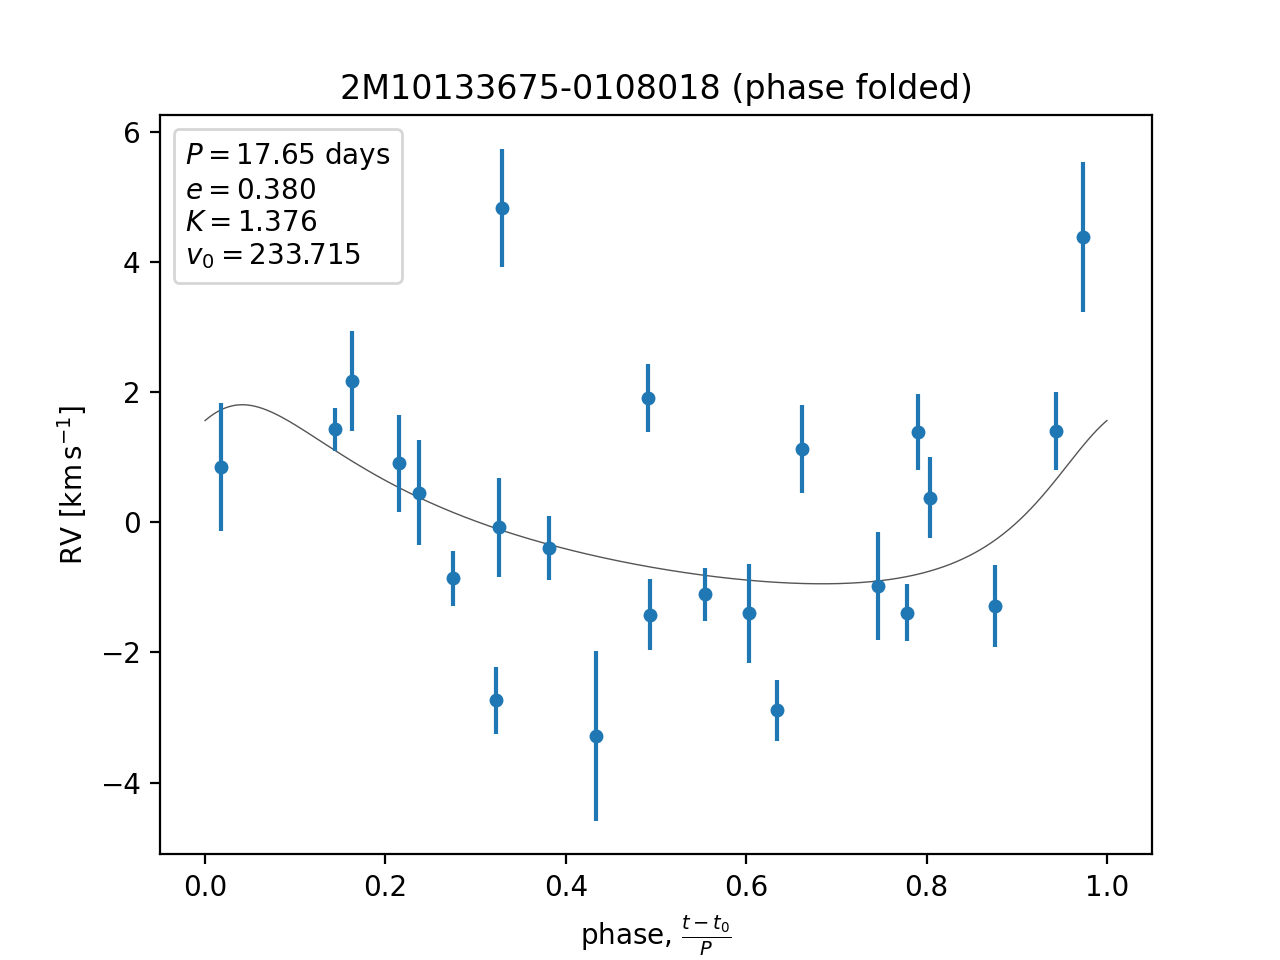 2M10133675-0108018 (phase folded)
P = 17.65 days
e = 0.380
K = 1.376
v₀ = 233.715
6
4
2
0
−2
−4
RV [km s⁻¹]
0.0 0.2 0.4 0.6 0.8 1.0
phase, (t − t₀)/P